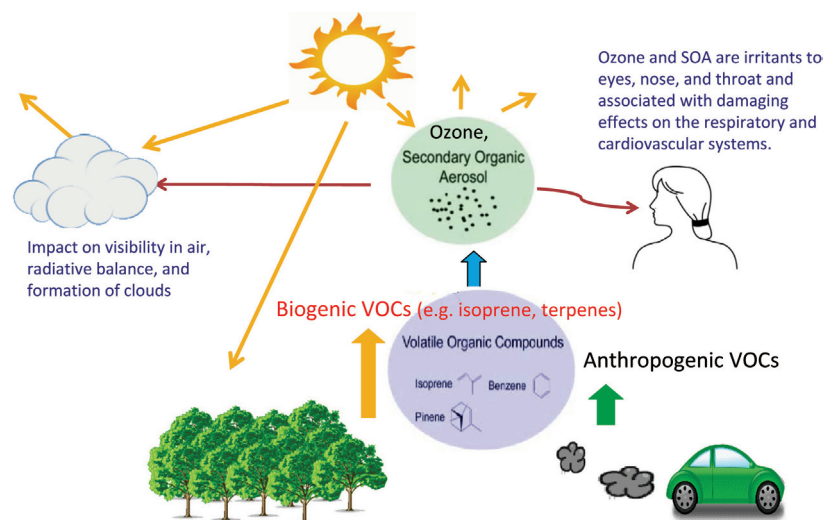 Ozone and SOA are irritants to
eyes, nose, and throat and
associated with damaging
effects on the respiratory and
cardiovascular systems.
Ozone,
Secondary Organic
Aerosol
Impact on visibility in air,
radiative balance, and
formation of clouds
Biogenic VOCs (e.g. isoprene, terpenes)
Volatile Organic Compounds
Isoprene
Benzene
Pinene
Anthropogenic VOCs